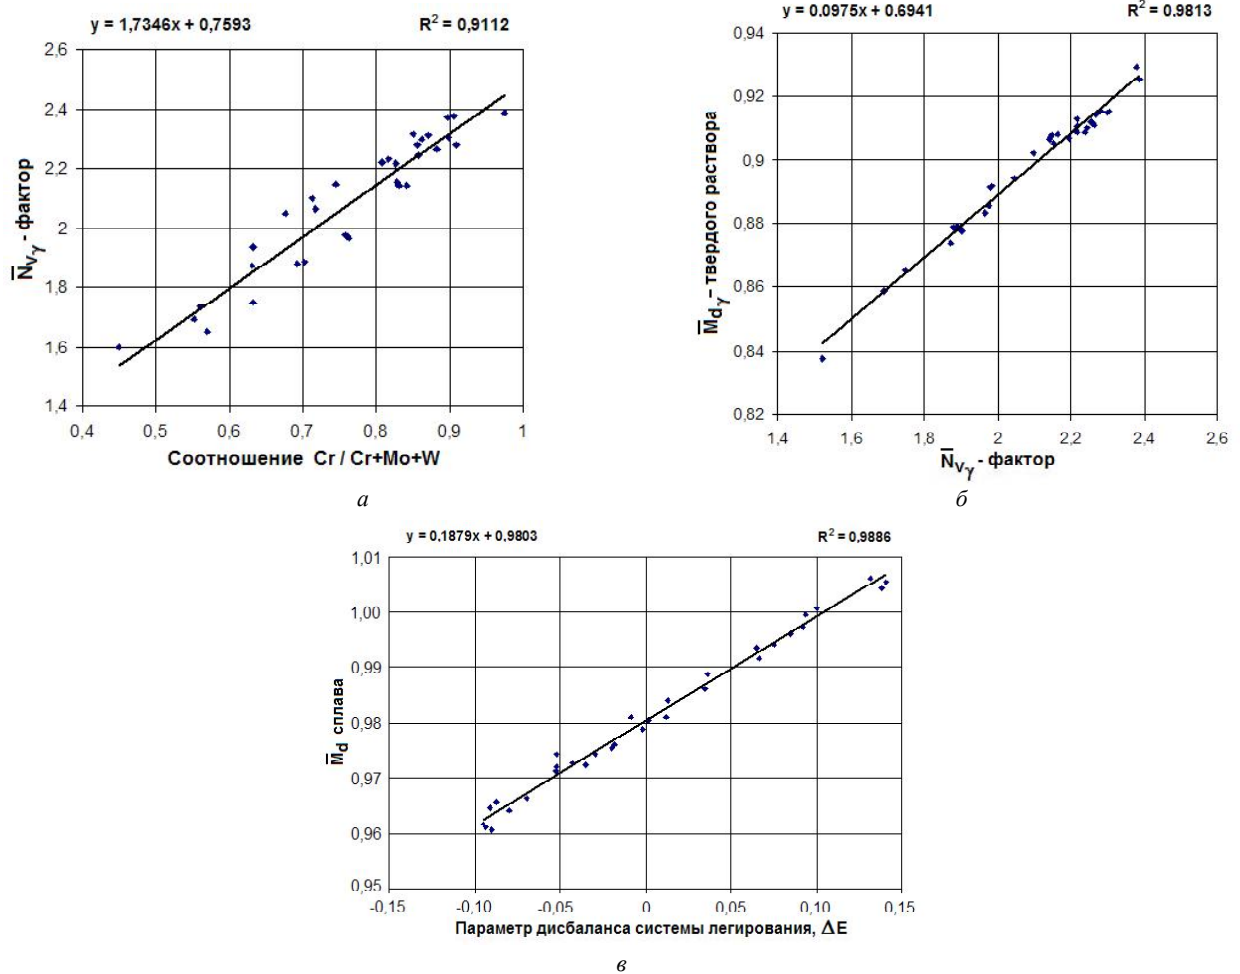 y = 1,7346x + 0,7593
R² = 0,9112
2,6
2,4
2,2
2
1,8
1,6
1,4
0,4 0,5 0,6 0,7 0,8 0,9 1
N̅Vγ - фактор
Соотношение Cr / Cr+Mo+W
а
y = 0.0975x + 0.6941
R² = 0.9813
0,94
0,92
0,9
0,88
0,86
0,84
0,82
1,4 1,6 1,8 2 2,2 2,4 2,6
M̅dγ – твердого раствора
N̅Vγ - фактор
б
y = 0,1879x + 0,9803
R² = 0,9886
1,01
1,00
0,99
0,98
0,97
0,96
0,95
-0,15 -0,10 -0,05 0 0,05 0,10 0,15
M̅d сплава
Параметр дисбаланса системы легирования, ΔE
в